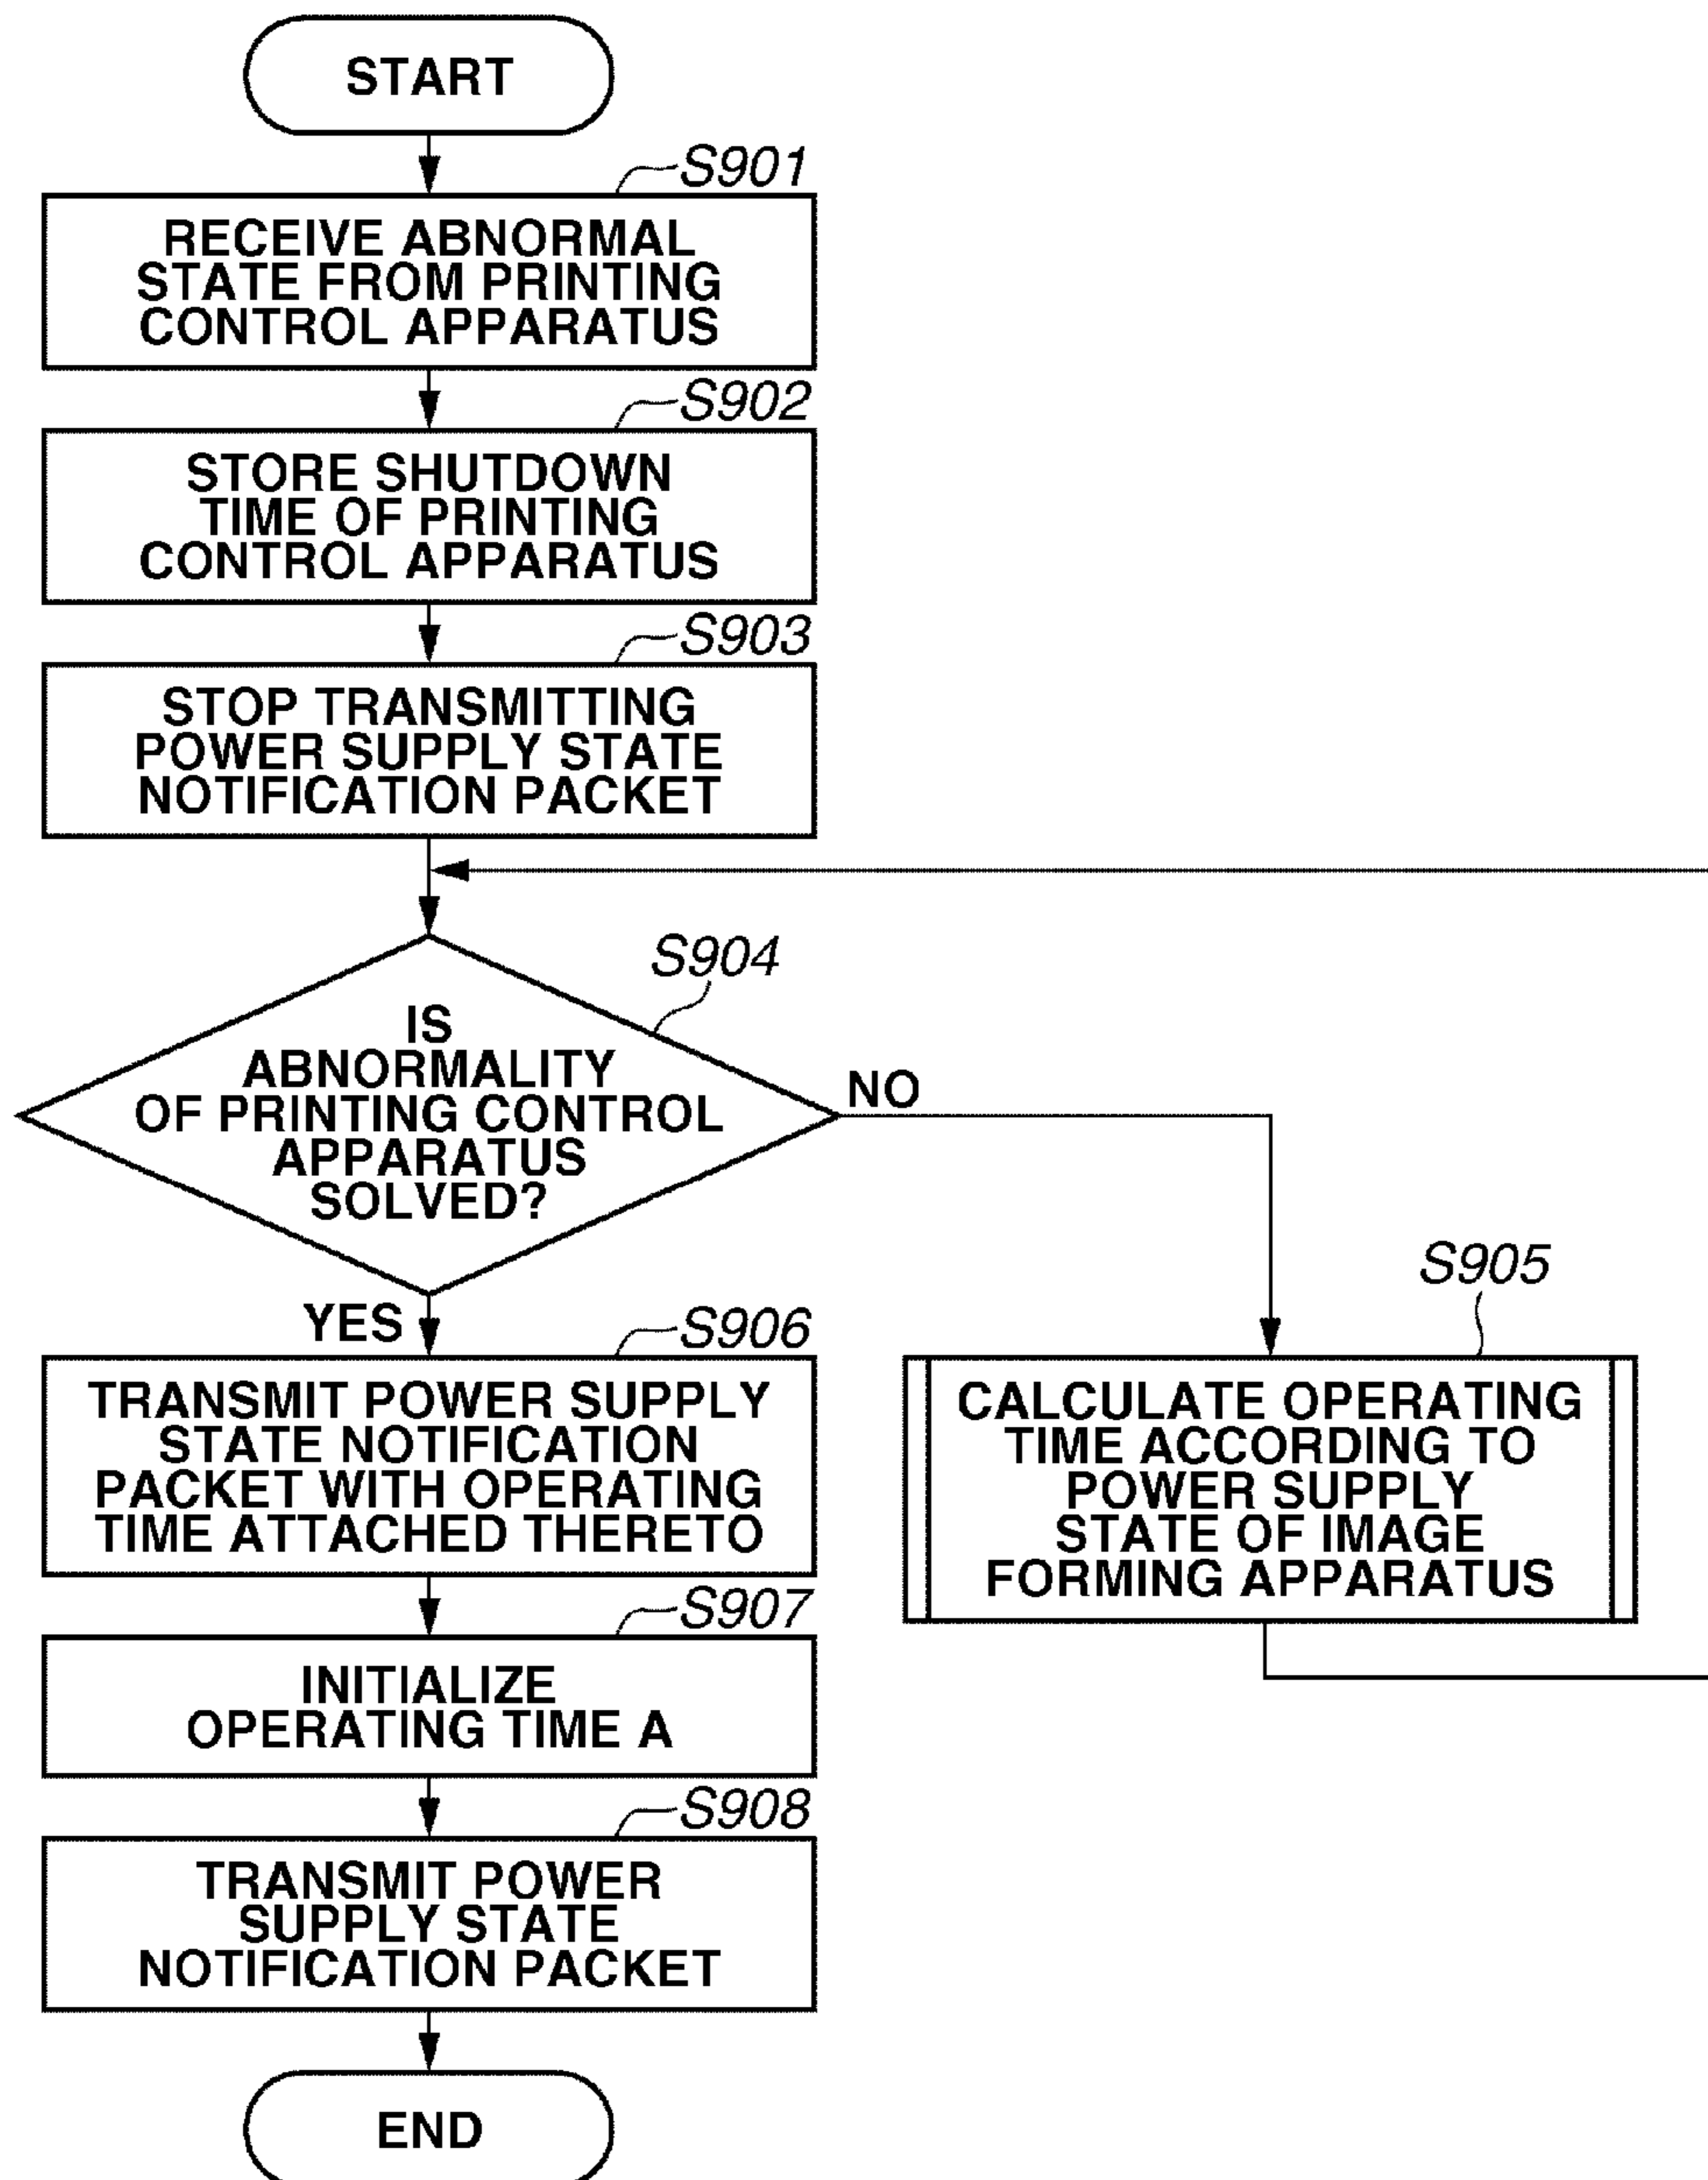 START
S901
RECEIVE ABNORMAL
STATE FROM PRINTING
CONTROL APPARATUS
S902
STORE SHUTDOWN
TIME OF PRINTING
CONTROL APPARATUS
S903
STOP TRANSMITTING
POWER SUPPLY STATE
NOTIFICATION PACKET
S904
IS
ABNORMALITY
OF PRINTING CONTROL
APPARATUS
SOLVED?
NO
S905
CALCULATE OPERATING
TIME ACCORDING TO
POWER SUPPLY
STATE OF IMAGE
FORMING APPARATUS
YES
S906
TRANSMIT POWER SUPPLY
STATE NOTIFICATION
PACKET WITH OPERATING
TIME ATTACHED THERETO
S907
INITIALIZE
OPERATING TIME A
S908
TRANSMIT POWER
SUPPLY STATE
NOTIFICATION PACKET
END